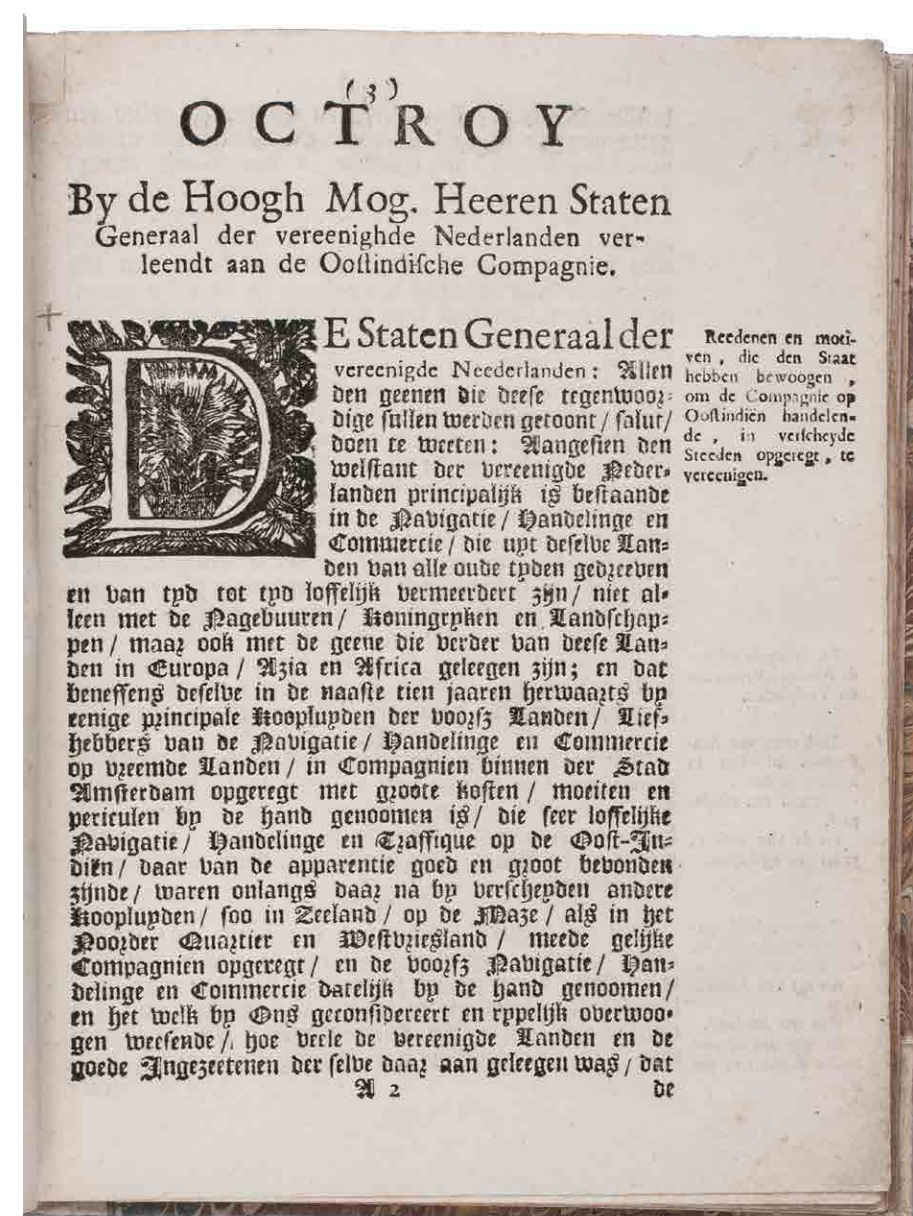 (3)
OCTROY
By de Hoogh Mog. Heeren Staten
Generaal der vereenighde Nederlanden ver-
leendt aan de Oostindische Compagnie.
DE Staten Generaal der
vereenigde Neederlanden: Allen
den geenen die deese tegenwoor-
dige sullen werden getoont / salut /
doen te weeten: Aangesien den
welstant der vereenigde Neder-
landen principalijk is bestaande
in de Navigatie / Handelinge en
Commercie / die uyt deselve Lan-
den van alle oude tyden gedreeven
en van tyd tot tyd loffelijk vermeerdert zijn / niet al-
leen met de Nagebuuren / Koningryken en Landschap-
pen / maar ook met de geene die verder van deese Lan-
den in Europa / Azia en Africa geleegen zijn; en dat
beneffens deselve in de naaste tien jaaren herwaarts by
eenige principale Kooplupden der voorsz Landen / Lief-
hebbers van de Navigatie / Handelinge en Commercie
op vreemde Landen / in Compagnien binnen der Stad
Amsterdam opgeregt met groote kosten / moeiten en
periculen by de hand genoomen is / die seer loffelijke
Navigatie / Handelinge en Traffique op de Oost-In-
diën / daar van de apparentie goed en groot bevonden
zijnde / waren onlangs daar na by verscheyden andere
Kooplupden / soo in Zeeland / op de Maze / als in het
Noorder Quartier en Westvriesland / meede gelijke
Compagnien opgeregt / en de voorsz Navigatie / Han-
delinge en Commercie datelijk by de hand genoomen /
en het welk by Ons geconsidereert en rypelijk overwoo-
gen weesende / hoe veele de vereenigde Landen en de
goede Ingezeetenen der selve daar aan geleegen was / dat
A 2 de
Reedenen en moti-
ven, die den Staat
hebben bewoogen,
om de Compagnie op
Oostindiën handelen-
de, in verscheyde
Steeden opgeregt, te
vereenigen.